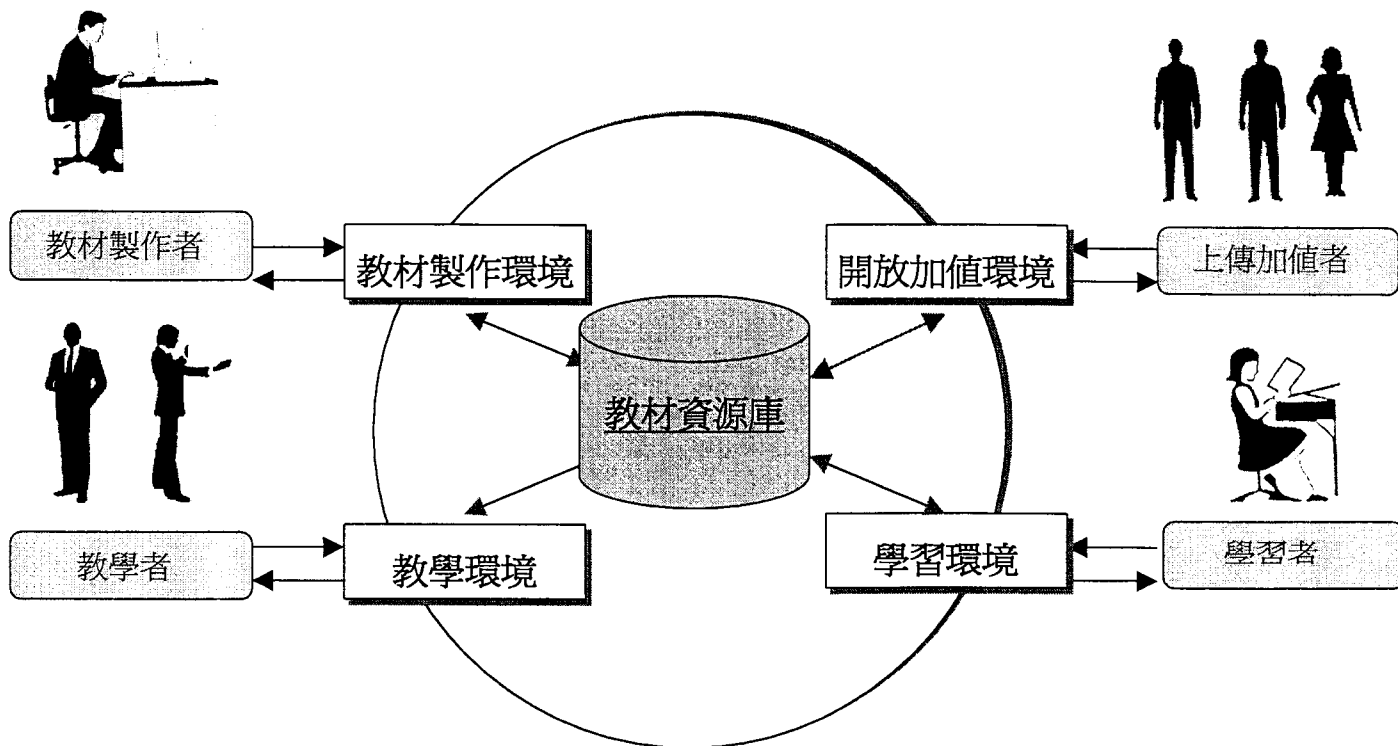 教材製作者
教材製作環境
開放加值環境
上傳加值者
教材資源庫
教學者
教學環境
學習環境
學習者